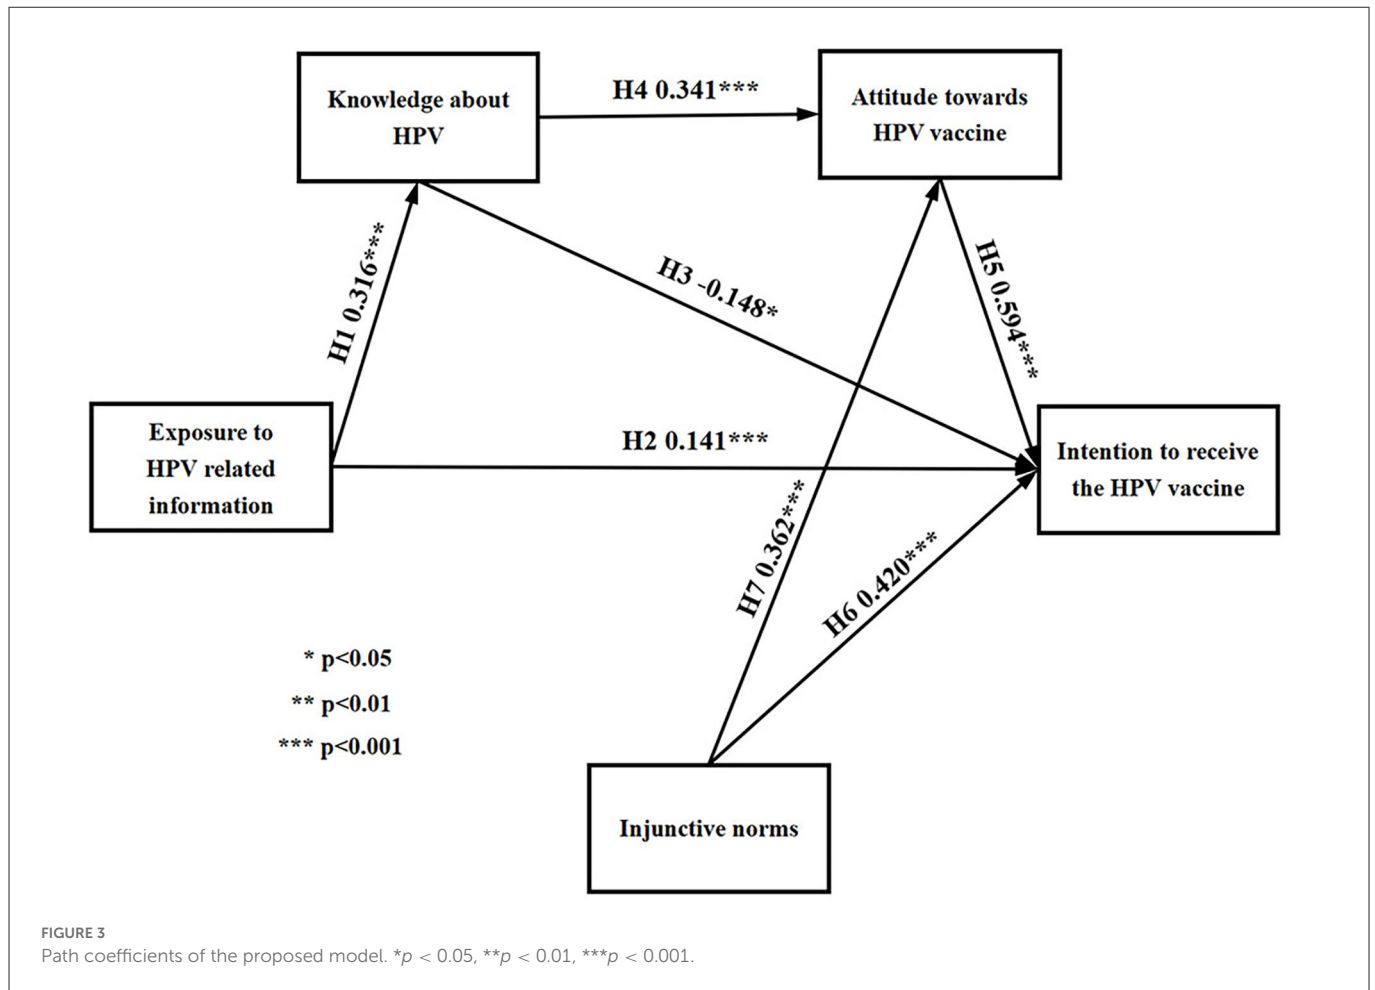 Knowledge about
HPV
H4 0.341***
Attitude towards
HPV vaccine
H1 0.316***
H3 -0.148*
H5 0.594***
Exposure to
HPV related
information
H2 0.141***
Intention to receive
the HPV vaccine
H7 0.362***
H6 0.420***
* p<0.05
** p<0.01
*** p<0.001
Injunctive norms
FIGURE 3
Path coefficients of the proposed model. *p < 0.05, **p < 0.01, ***p < 0.001.